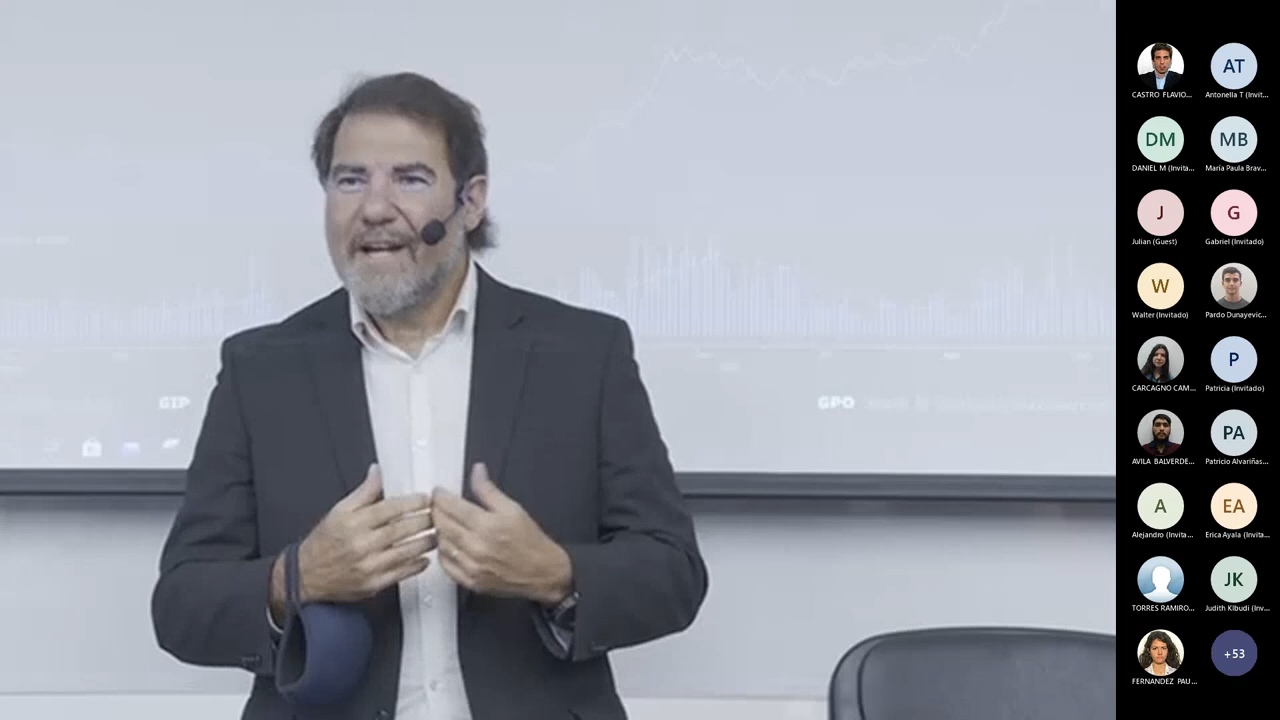 CASTRO FLAVIO...
AT
Antonella T (Invit...
DM
DANIEL M (Invita...
MB
María Paula Brav...
J
Julian (Guest)
G
Gabriel (Invitado)
W
Walter (Invitado)
Pardo Dunayevic...
CARCAGNO CAM...
P
Patricia (Invitado)
AVILA BALVERDE...
PA
Patricio Alvariñas...
A
Alejandro (Invita...
EA
Erica Ayala (Invita...
TORRES RAMIRO...
JK
Judith Klbudi (Inv...
FERNANDEZ PAU...
+53
GIP
GPO